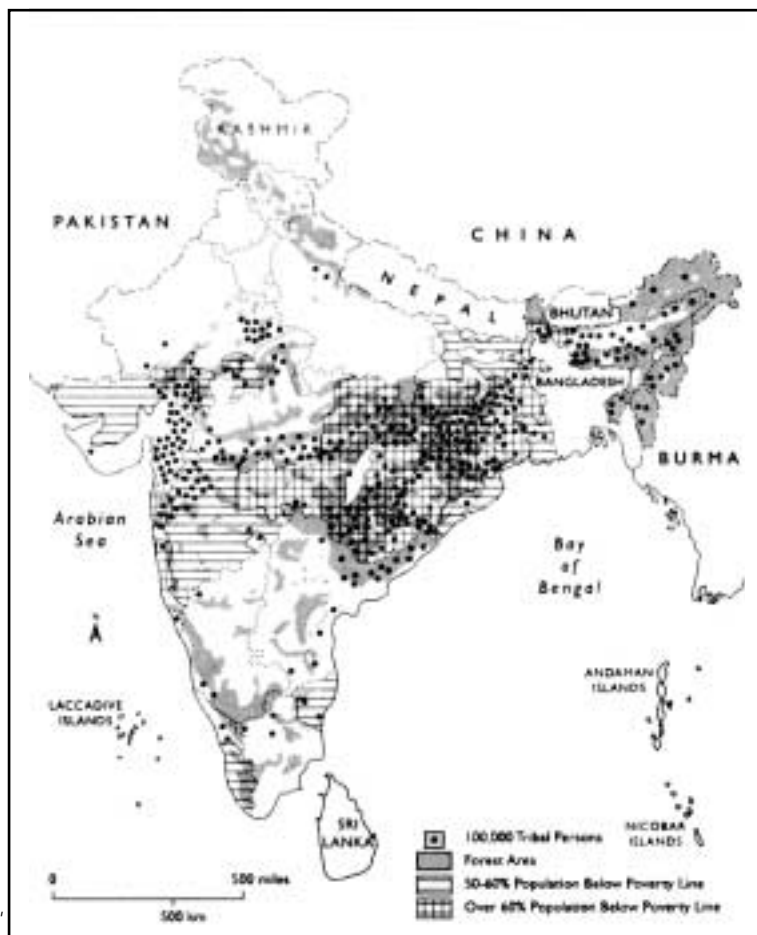 KASHMIR
PAKISTAN
CHINA
NEPAL
BHUTAN
BANGLADESH
BURMA
Arabian
Sea
Bay
of
Bengal
ANDAMAN
ISLANDS
LACCADIVE
ISLANDS
NICOBAR
ISLANDS
SRI
LANKA
100,000 Tribal Persons
Forest Area
50-60% Population Below Poverty Line
Over 60% Population Below Poverty Line
0
500 miles
500 km